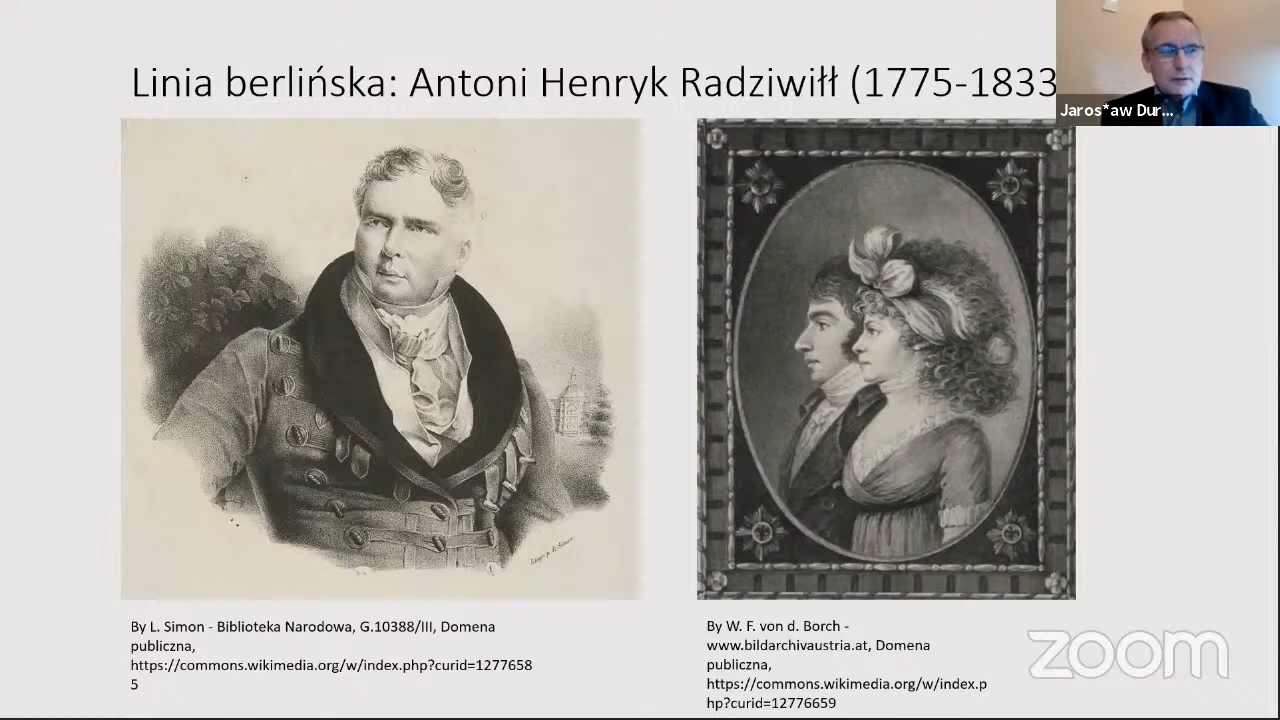 Linia berlińska: Antoni Henryk Radziwiłł (1775-1833
Jaros*aw Dur...
By L. Simon - Biblioteka Narodowa, G.10388/III, Domena
publiczna,
https://commons.wikimedia.org/w/index.php?curid=1277658
5
By W. F. von d. Borch -
www.bildarchivaustria.at, Domena
publiczna,
https://commons.wikimedia.org/w/index.p
hp?curid=12776659
zoom